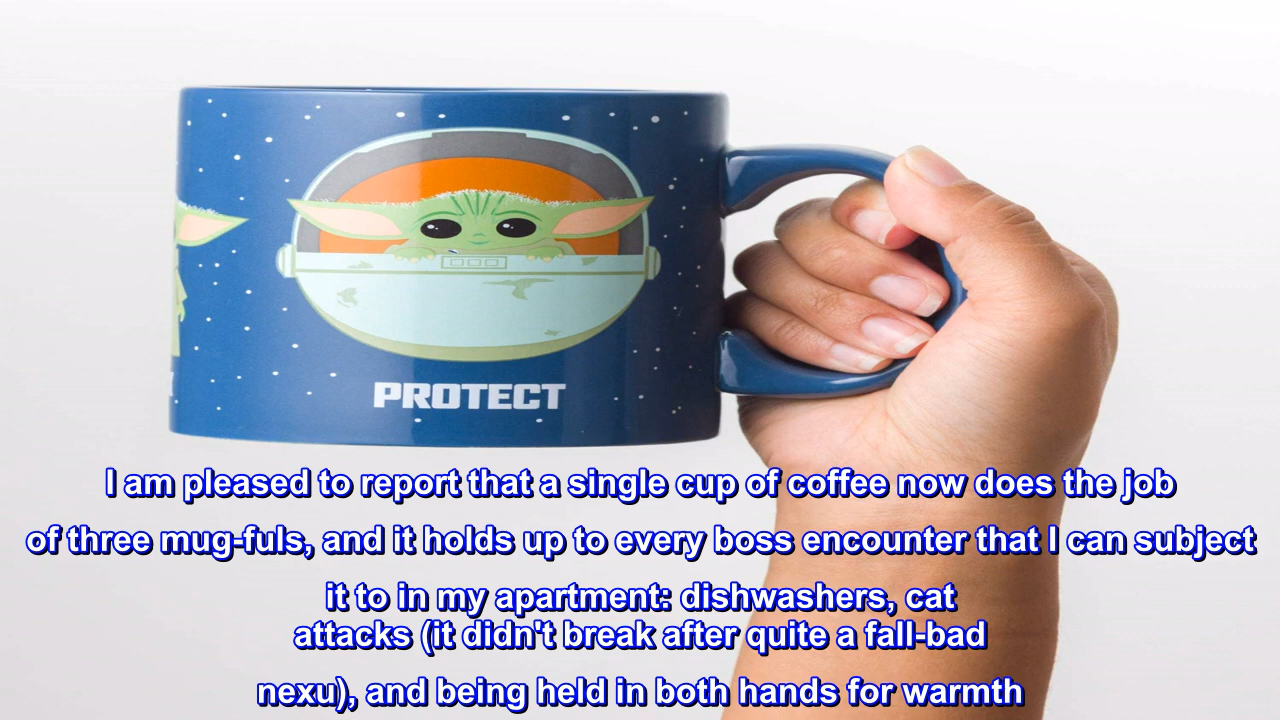 PROTECT
I am pleased to report that a single cup of coffee now does the job
of three mug-fuls, and it holds up to every boss encounter that I can subject
it to in my apartment: dishwashers, cat
attacks (it didn't break after quite a fall-bad
nexu), and being held in both hands for warmth